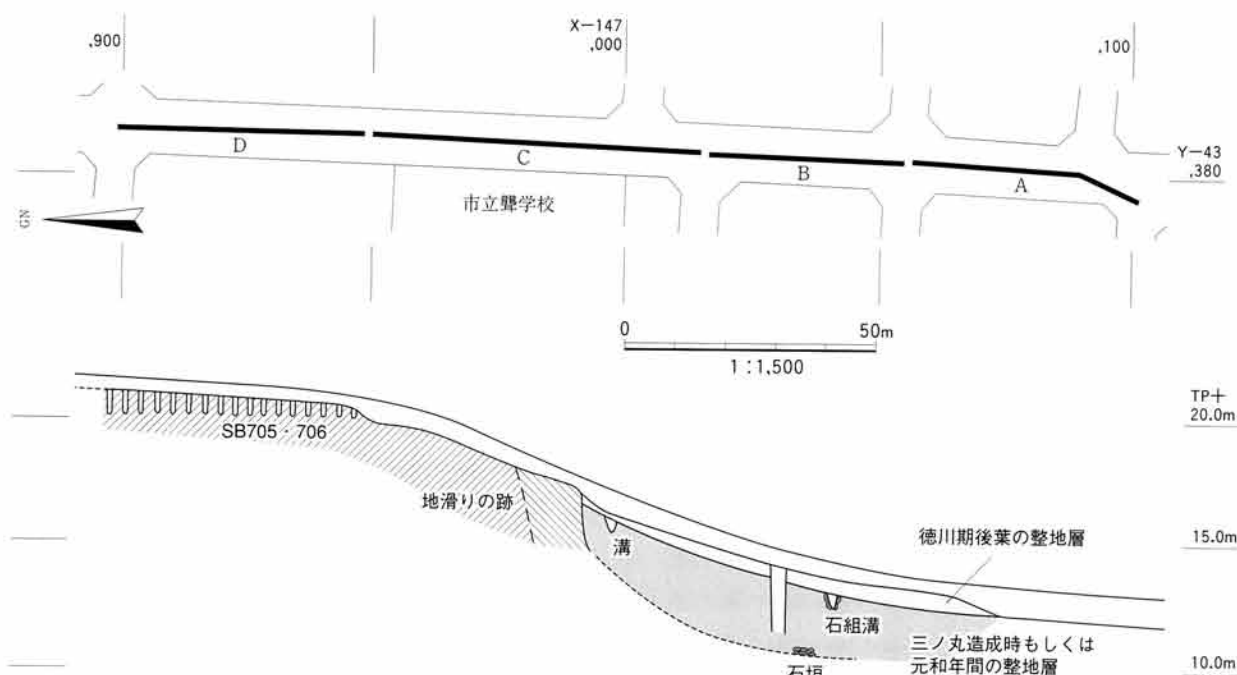 X-147
.900
.000
.100
Y-43
.380
D
C
B
A
市立聾学校
GN
0
50m
1:1,500
TP+
20.0m
SB705・706
地滑りの跡
溝
15.0m
徳川期後葉の整地層
石組溝
三ノ丸造成時もしくは
元和年間の整地層
石垣
10.0m